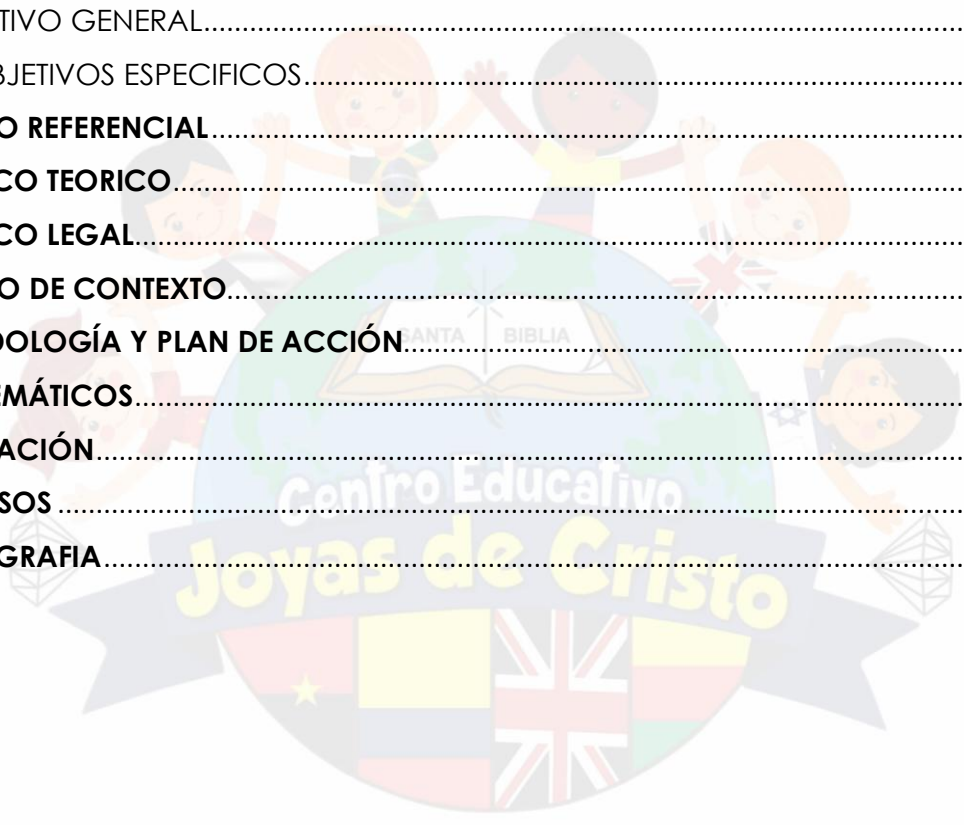 TIVO GENERAL
BJETIVOS ESPECIFICOS
O REFERENCIAL
CO TEORICO
CO LEGAL
O DE CONTEXTO
SANTA BIBLIA
DOLOGÍA Y PLAN DE ACCIÓN
EMÁTICOS
ACIÓN
SOS
GRAFIA
Centro Educativo
Joyas de Cristo